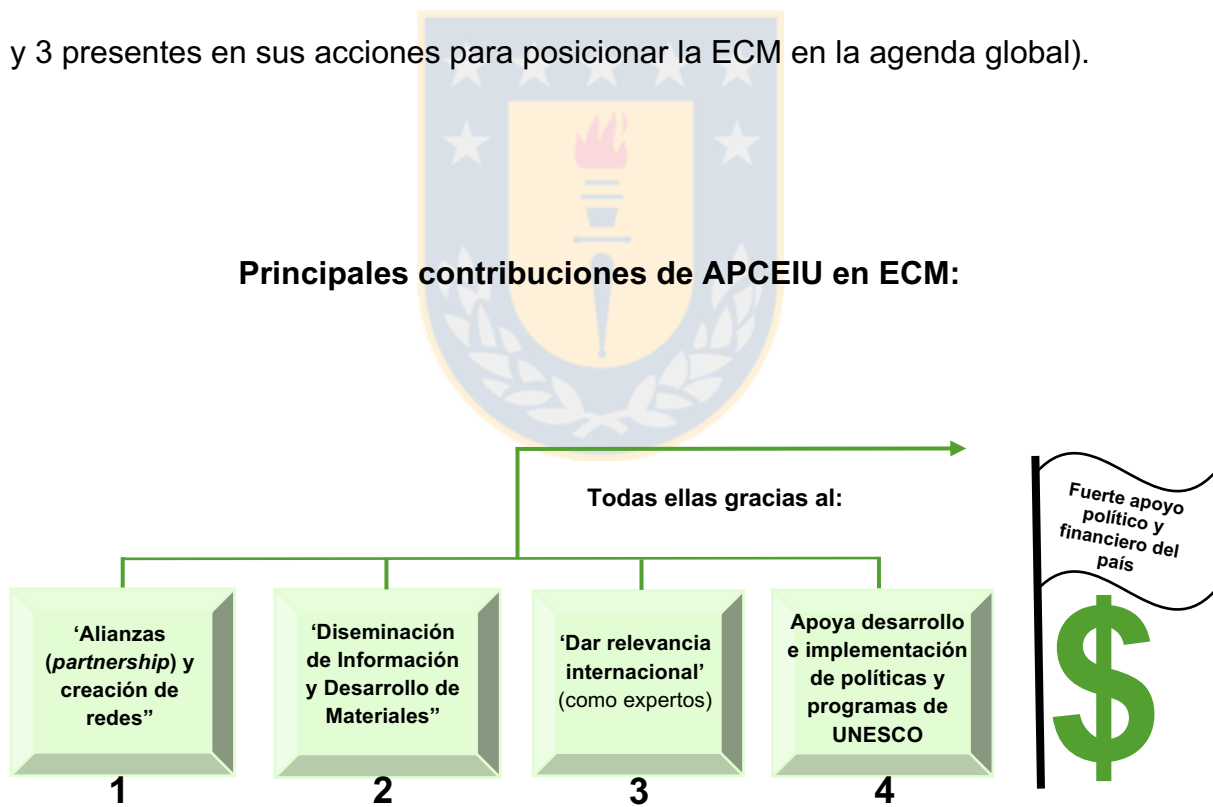 y 3 presentes en sus acciones para posicionar la ECM en la agenda global).
Principales contribuciones de APCEIU en ECM:
Todas ellas gracias al:
Fuerte apoyo
político y
financiero del
país
‘Alianzas
(partnership) y
creación de
redes”
1
‘Diseminación
de Información
y Desarrollo de
Materiales”
2
‘Dar relevancia
internacional’
(como expertos)
3
Apoya desarrollo
e implementación
de políticas y
programas de
UNESCO
4
$